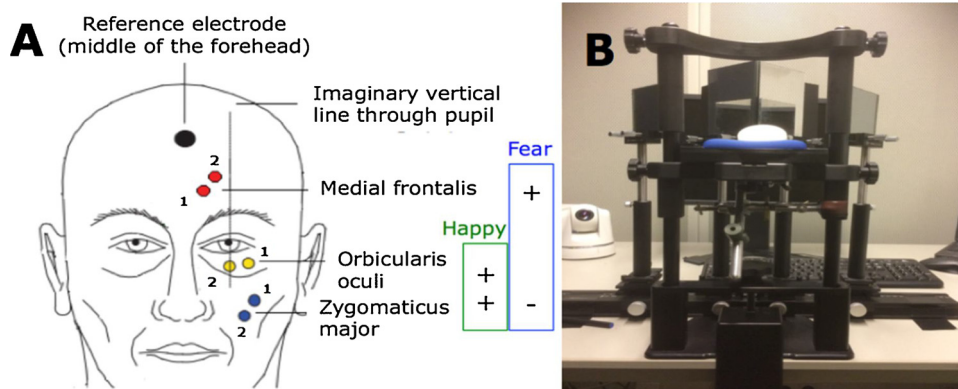 A
Reference electrode
(middle of the forehead)
Imaginary vertical
line through pupil
2
1
Medial frontalis
Fear
+
Happy
1
2
Orbicularis
oculi
+
1
2
Zygomaticus
major
+
-
B